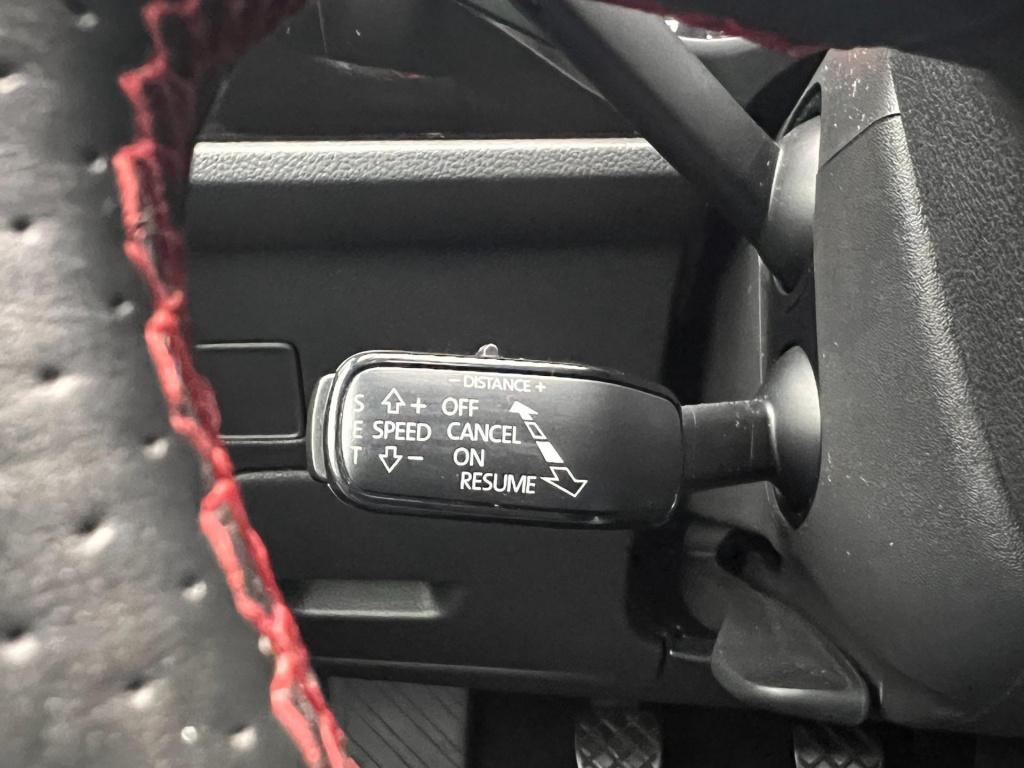 - DISTANCE +
S + OFF
E SPEED CANCEL
T - ON
RESUME